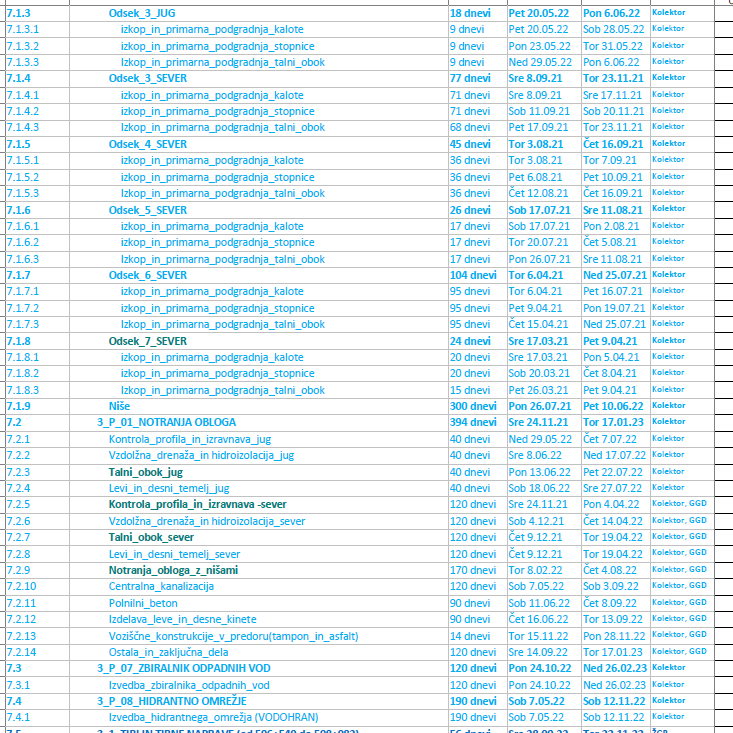 7.1.3 Odsek_3_JUG 18 dnevi Pet 20.05.22 Pon 6.06.22 Kolektor
7.1.3.1 izkop_in_primarna_podgradnja_kalote 9 dnevi Pet 20.05.22 Sob 28.05.22 Kolektor
7.1.3.2 izkop_in_primarna_podgradnja_stopnice 9 dnevi Pon 23.05.22 Tor 31.05.22 Kolektor
7.1.3.3 Izkop_in_primarna_podgradnja_talni_obok 9 dnevi Ned 29.05.22 Pon 6.06.22 Kolektor
7.1.4 Odsek_3_SEVER 77 dnevi Sre 8.09.21 Tor 23.11.21 Kolektor
7.1.4.1 izkop_in_primarna_podgradnja_kalote 71 dnevi Sre 8.09.21 Sre 17.11.21 Kolektor
7.1.4.2 izkop_in_primarna_podgradnja_stopnice 71 dnevi Sob 11.09.21 Sob 20.11.21 Kolektor
7.1.4.3 Izkop_in_primarna_podgradnja_talni_obok 68 dnevi Pet 17.09.21 Tor 23.11.21 Kolektor
7.1.5 Odsek_4_SEVER 45 dnevi Tor 3.08.21 Čet 16.09.21 Kolektor
7.1.5.1 izkop_in_primarna_podgradnja_kalote 36 dnevi Tor 3.08.21 Tor 7.09.21 Kolektor
7.1.5.2 izkop_in_primarna_podgradnja_stopnice 36 dnevi Pet 6.08.21 Pet 10.09.21 Kolektor
7.1.5.3 Izkop_in_primarna_podgradnja_talni_obok 36 dnevi Čet 12.08.21 Čet 16.09.21 Kolektor
7.1.6 Odsek_5_SEVER 26 dnevi Sob 17.07.21 Sre 11.08.21 Kolektor
7.1.6.1 izkop_in_primarna_podgradnja_kalote 17 dnevi Sob 17.07.21 Pon 2.08.21 Kolektor
7.1.6.2 izkop_in_primarna_podgradnja_stopnice 17 dnevi Tor 20.07.21 Čet 5.08.21 Kolektor
7.1.6.3 Izkop_in_primarna_podgradnja_talni_obok 17 dnevi Pon 26.07.21 Sre 11.08.21 Kolektor
7.1.7 Odsek_6_SEVER 104 dnevi Tor 6.04.21 Ned 25.07.21 Kolektor
7.1.7.1 izkop_in_primarna_podgradnja_kalote 95 dnevi Tor 6.04.21 Pet 16.07.21 Kolektor
7.1.7.2 izkop_in_primarna_podgradnja_stopnice 95 dnevi Pet 9.04.21 Pon 19.07.21 Kolektor
7.1.7.3 Izkop_in_primarna_podgradnja_talni_obok 95 dnevi Čet 15.04.21 Ned 25.07.21 Kolektor
7.1.8 Odsek_7_SEVER 24 dnevi Sre 17.03.21 Pet 9.04.21 Kolektor
7.1.8.1 izkop_in_primarna_podgradnja_kalote 20 dnevi Sre 17.03.21 Pon 5.04.21 Kolektor
7.1.8.2 izkop_in_primarna_podgradnja_stopnice 20 dnevi Sob 20.03.21 Čet 8.04.21 Kolektor
7.1.8.3 Izkop_in_primarna_podgradnja_talni_obok 15 dnevi Pet 26.03.21 Pet 9.04.21 Kolektor
7.1.9 Niše 300 dnevi Pon 26.07.21 Pet 10.06.22 Kolektor
7.2 3_P_01_NOTRANJA OBLOGA 394 dnevi Sre 24.11.21 Tor 17.01.23 Kolektor
7.2.1 Kontrola_profila_in_izravnava_jug 40 dnevi Ned 29.05.22 Čet 7.07.22 Kolektor
7.2.2 Vzdolžna_drenaža_in hidroizolacija_jug 40 dnevi Sre 8.06.22 Ned 17.07.22 Kolektor
7.2.3 Talni_obok_jug 40 dnevi Pon 13.06.22 Pet 22.07.22 Kolektor
7.2.4 Levi_in_desni_temelj_jug 40 dnevi Sob 18.06.22 Sre 27.07.22 Kolektor
7.2.5 Kontrola_profila_in_izravnava -sever 120 dnevi Sre 24.11.21 Pon 4.04.22 Kolektor, GGD
7.2.6 Vzdolžna_drenaža_in hidroizolacija_sever 120 dnevi Sob 4.12.21 Čet 14.04.22 Kolektor, GGD
7.2.7 Talni_obok_sever 120 dnevi Čet 9.12.21 Tor 19.04.22 Kolektor, GGD
7.2.8 Levi_in_desni_temelj_sever 120 dnevi Čet 9.12.21 Tor 19.04.22 Kolektor, GGD
7.2.9 Notranja_obloga_z_nišami 170 dnevi Tor 8.02.22 Čet 4.08.22 Kolektor, GGD
7.2.10 Centralna_kanalizacija 120 dnevi Sob 7.05.22 Sob 3.09.22 Kolektor, GGD
7.2.11 Polnilni_beton 90 dnevi Sob 11.06.22 Čet 8.09.22 Kolektor, GGD
7.2.12 Izdelava_leve_in_desne_kinete 90 dnevi Čet 16.06.22 Tor 13.09.22 Kolektor, GGD
7.2.13 Voziščne_konstrukcije_v_predoru(tampon_in_asfalt) 14 dnevi Tor 15.11.22 Pon 28.11.22 Kolektor, GGD
7.2.14 Ostala_in_zaključna_dela 120 dnevi Sre 14.09.22 Tor 17.01.23 Kolektor, GGD
7.3 3_P_07_ZBIRALNIK ODPADNIH VOD 120 dnevi Pon 24.10.22 Ned 26.02.23 Kolektor
7.3.1 Izvedba_zbiralnika_odpadnih_vod 120 dnevi Pon 24.10.22 Ned 26.02.23 Kolektor
7.4 3_P_08_HIDRANTNO OMREŽJE 190 dnevi Sob 7.05.22 Sob 12.11.22 Kolektor
7.4.1 Izvedba_hidrantnega_omrežja (VODOHRAN) 190 dnevi Sob 7.05.22 Sob 12.11.22 Kolektor